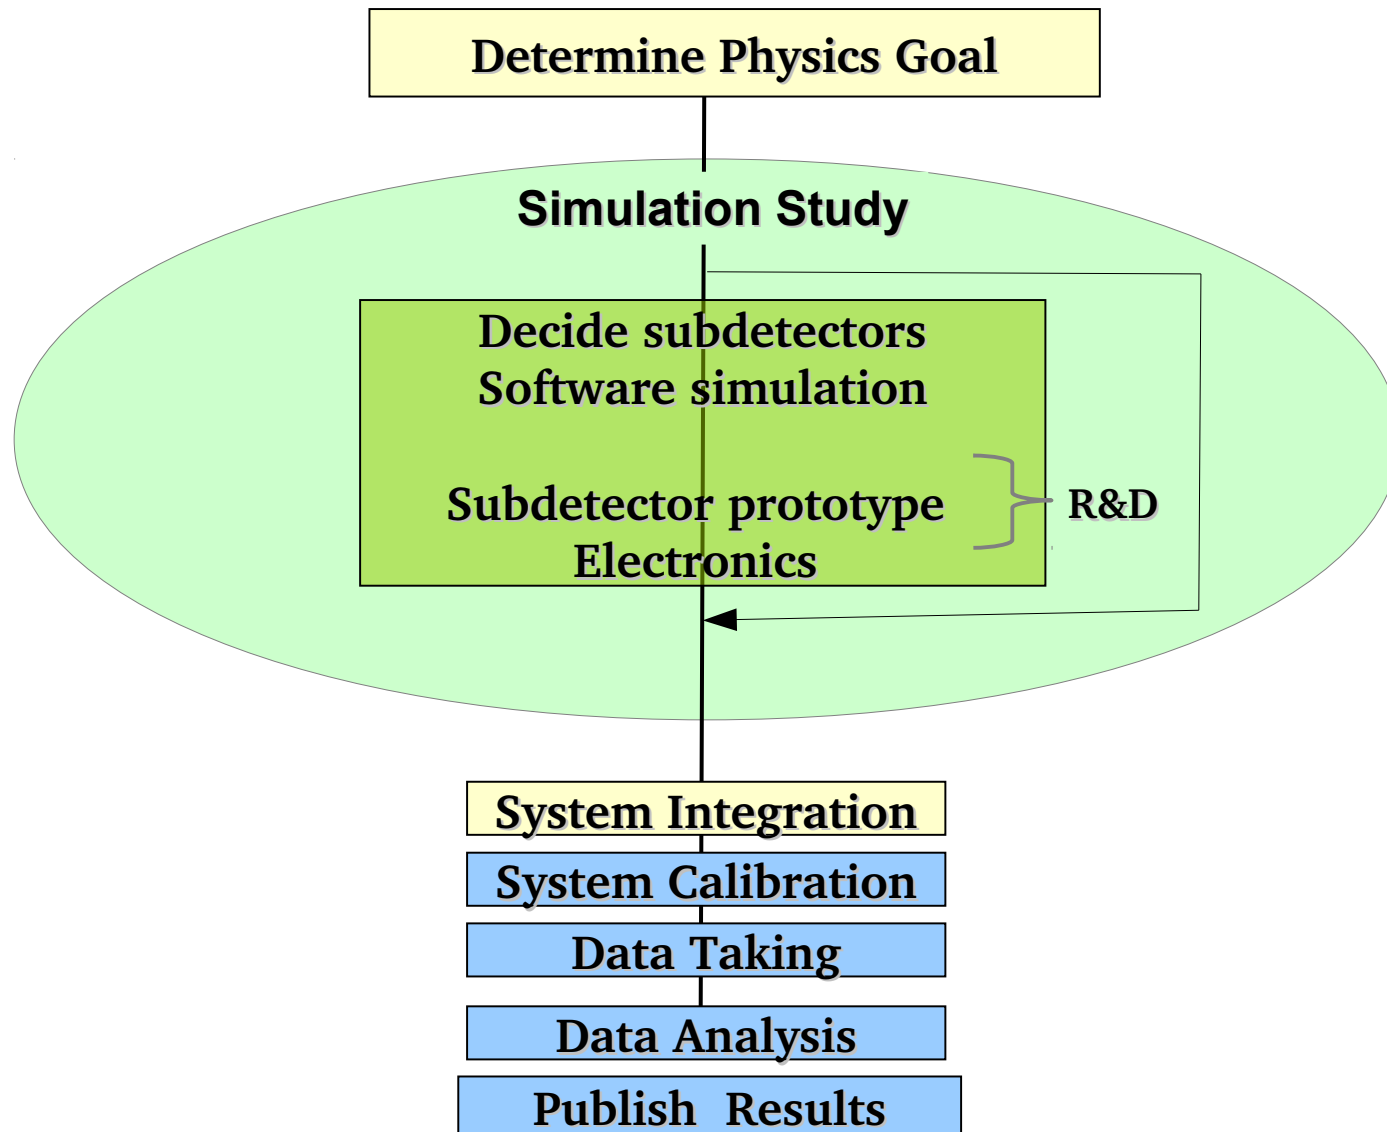 Determine Physics Goal
Simulation Study
Decide subdetectors
Software simulation
Subdetector prototype
R&D
Electronics
System Integration
System Calibration
Data Taking
Data Analysis
Publish Results